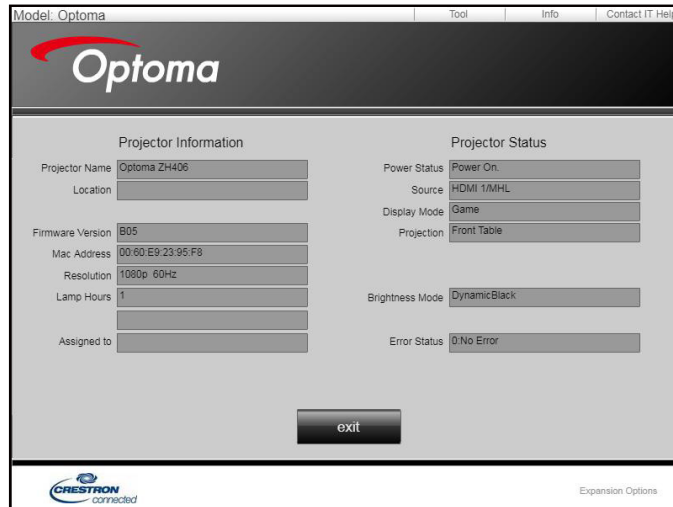 Model: Optoma
Tool
Info
Contact IT Help
Optoma
Projector Information
Projector Name Optoma ZH406
Location
Firmware Version B05
Mac Address 00:60:E9:23:95:F8
Resolution 1080p 60Hz
Lamp Hours 1
Assigned to
Projector Status
Power Status Power On.
Source HDMI 1/MHL
Display Mode Game
Projection Front Table
Brightness Mode DynamicBlack
Error Status 0:No Error
exit
CRESTRON
connected
Expansion Options